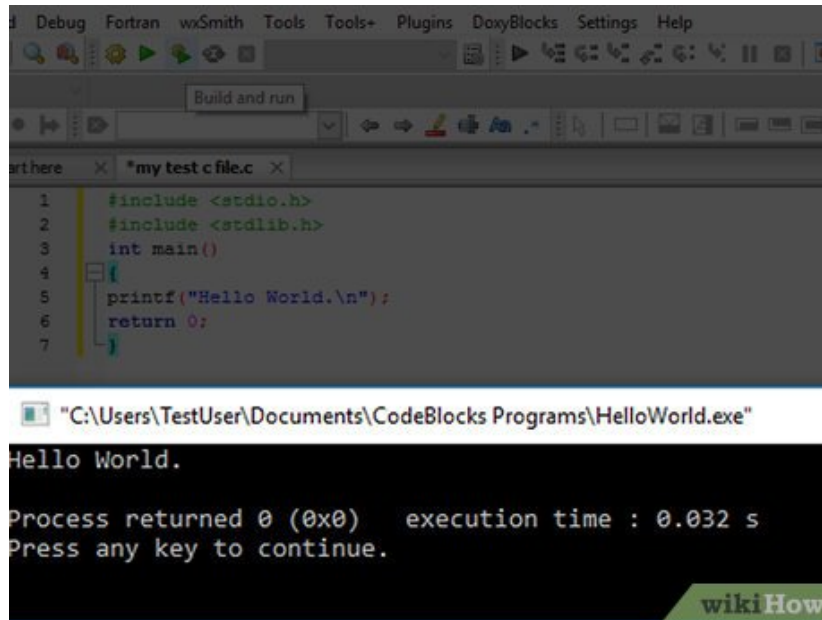 Debug Fortran wxSmith Tools Tools+ Plugins DoxyBlocks Settings Help
Build and run
here *my test c file.c
1 #include <stdio.h>
2 #include <stdlib.h>
3 int main()
4 {
5 printf("Hello World.\n");
6 return 0;
7 }
"C:\Users\TestUser\Documents\CodeBlocks Programs\HelloWorld.exe"
Hello World.
Process returned 0 (0x0) execution time : 0.032 s
Press any key to continue.
wikiHow